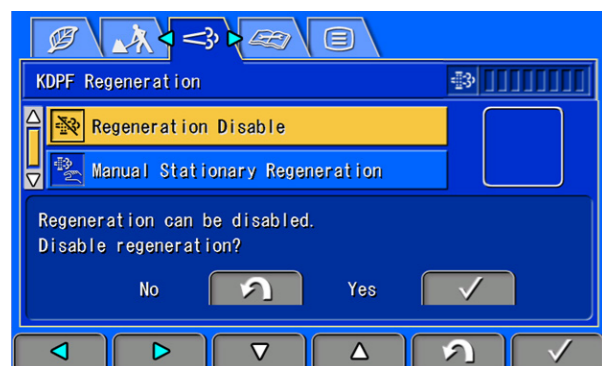 KDPF Regeneration
Regeneration Disable
Manual Stationary Regeneration
Regeneration can be disabled.
Disable regeneration?
No Yes